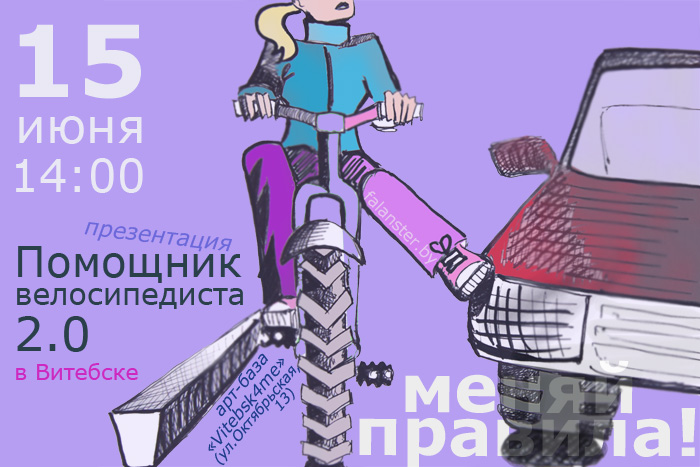 15
июня
14:00
презентация
Помощник
велосипедиста
2.0
в Витебске
арт-база
«Vitebsk4me»
(ул.Октябрьская,
13)
falanster.by
меняй
правила!